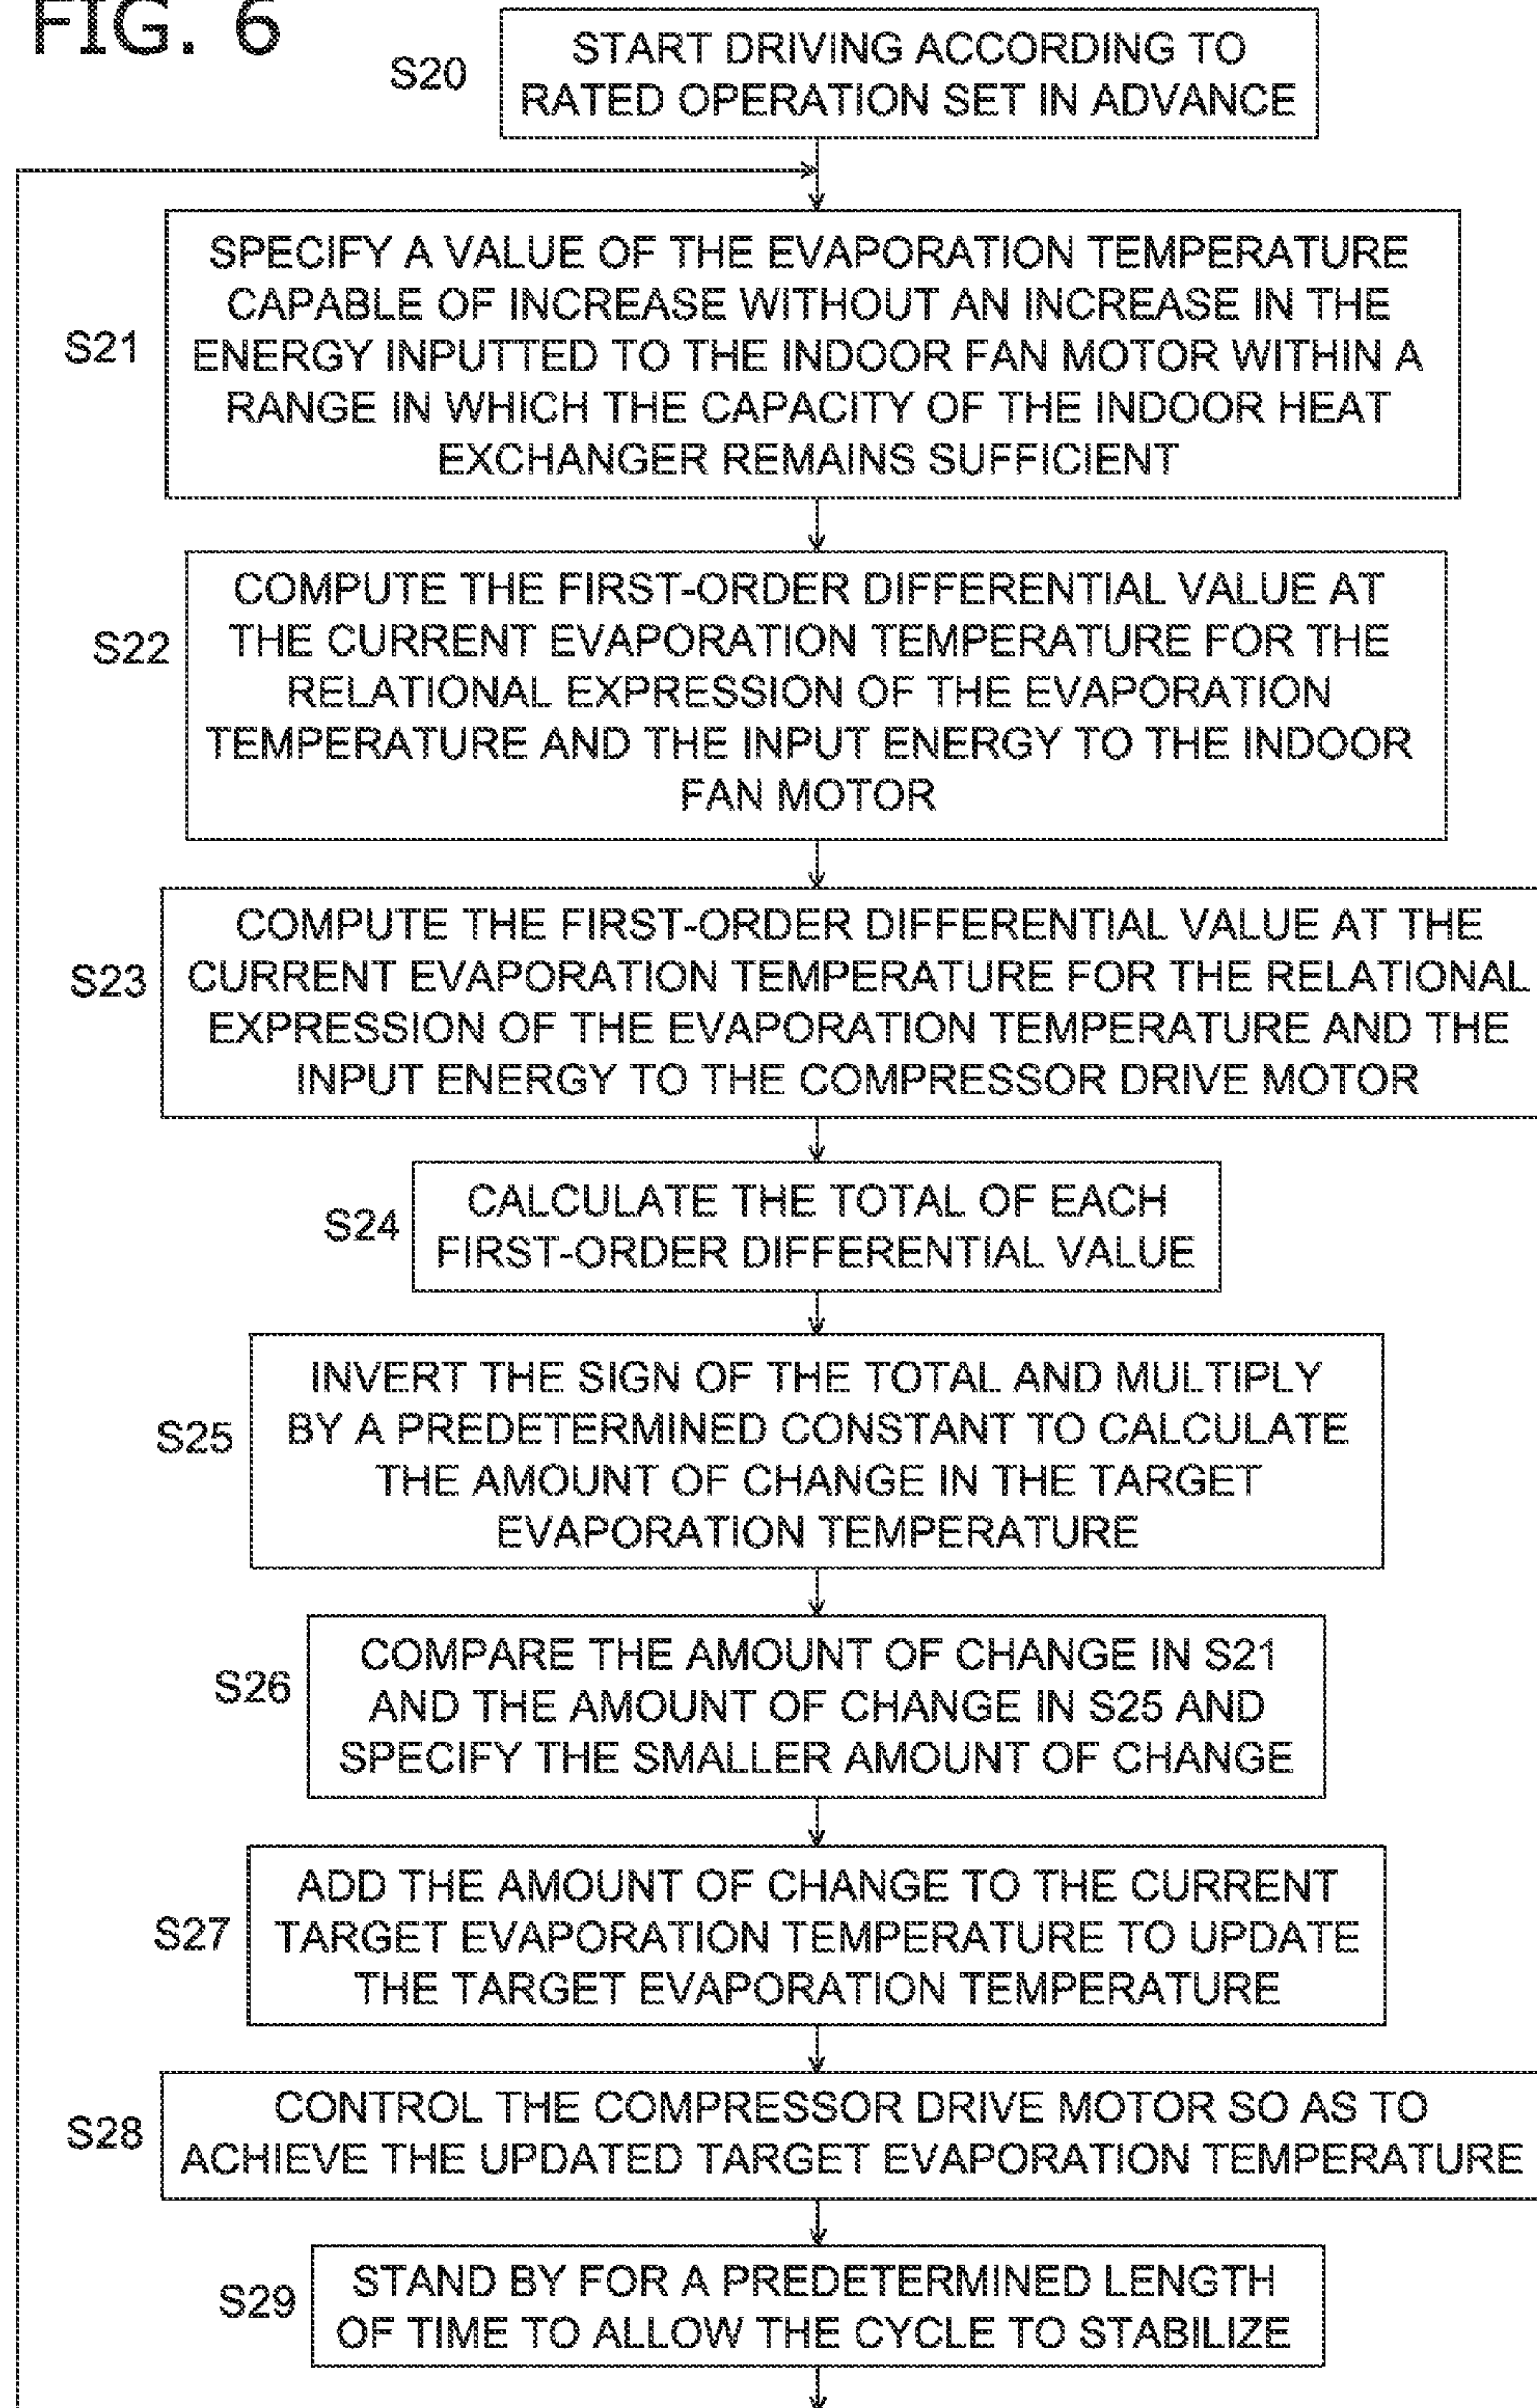 FIG. 6
S20
START DRIVING ACCORDING TO
RATED OPERATION SET IN ADVANCE
S21
SPECIFY A VALUE OF THE EVAPORATION TEMPERATURE
CAPABLE OF INCREASE WITHOUT AN INCREASE IN THE
ENERGY INPUTTED TO THE INDOOR FAN MOTOR WITHIN A
RANGE IN WHICH THE CAPACITY OF THE INDOOR HEAT
EXCHANGER REMAINS SUFFICIENT
S22
COMPUTE THE FIRST-ORDER DIFFERENTIAL VALUE AT
THE CURRENT EVAPORATION TEMPERATURE FOR THE
RELATIONAL EXPRESSION OF THE EVAPORATION
TEMPERATURE AND THE INPUT ENERGY TO THE INDOOR
FAN MOTOR
S23
COMPUTE THE FIRST-ORDER DIFFERENTIAL VALUE AT THE
CURRENT EVAPORATION TEMPERATURE FOR THE RELATIONAL
EXPRESSION OF THE EVAPORATION TEMPERATURE AND THE
INPUT ENERGY TO THE COMPRESSOR DRIVE MOTOR
S24
CALCULATE THE TOTAL OF EACH
FIRST-ORDER DIFFERENTIAL VALUE
S25
INVERT THE SIGN OF THE TOTAL AND MULTIPLY
BY A PREDETERMINED CONSTANT TO CALCULATE
THE AMOUNT OF CHANGE IN THE TARGET
EVAPORATION TEMPERATURE
S26
COMPARE THE AMOUNT OF CHANGE IN S21
AND THE AMOUNT OF CHANGE IN S25 AND
SPECIFY THE SMALLER AMOUNT OF CHANGE
S27
ADD THE AMOUNT OF CHANGE TO THE CURRENT
TARGET EVAPORATION TEMPERATURE TO UPDATE
THE TARGET EVAPORATION TEMPERATURE
S28
CONTROL THE COMPRESSOR DRIVE MOTOR SO AS TO
ACHIEVE THE UPDATED TARGET EVAPORATION TEMPERATURE
S29
STAND BY FOR A PREDETERMINED LENGTH
OF TIME TO ALLOW THE CYCLE TO STABILIZE